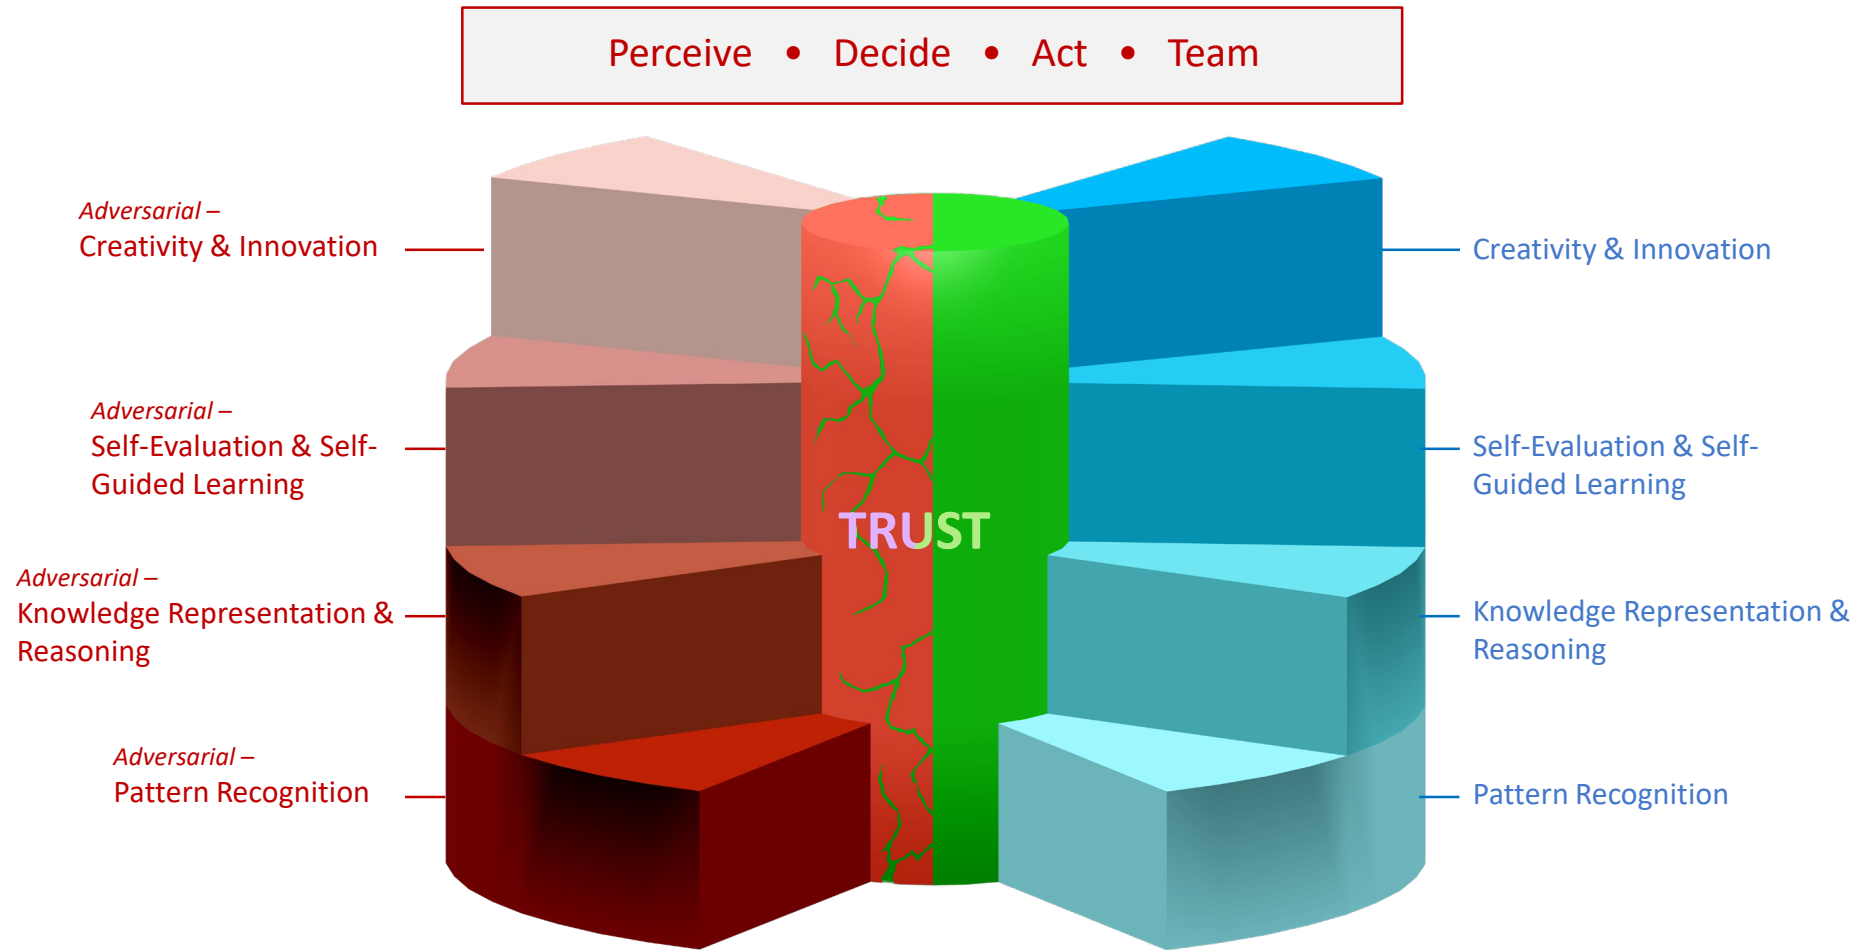 Perceive • Decide • Act • Team
Adversarial –
Creativity & Innovation
Adversarial –
Self-Evaluation & Self-
Guided Learning
Adversarial –
Knowledge Representation &
Reasoning
Adversarial –
Pattern Recognition
TRUST
Creativity & Innovation
Self-Evaluation & Self-
Guided Learning
Knowledge Representation &
Reasoning
Pattern Recognition